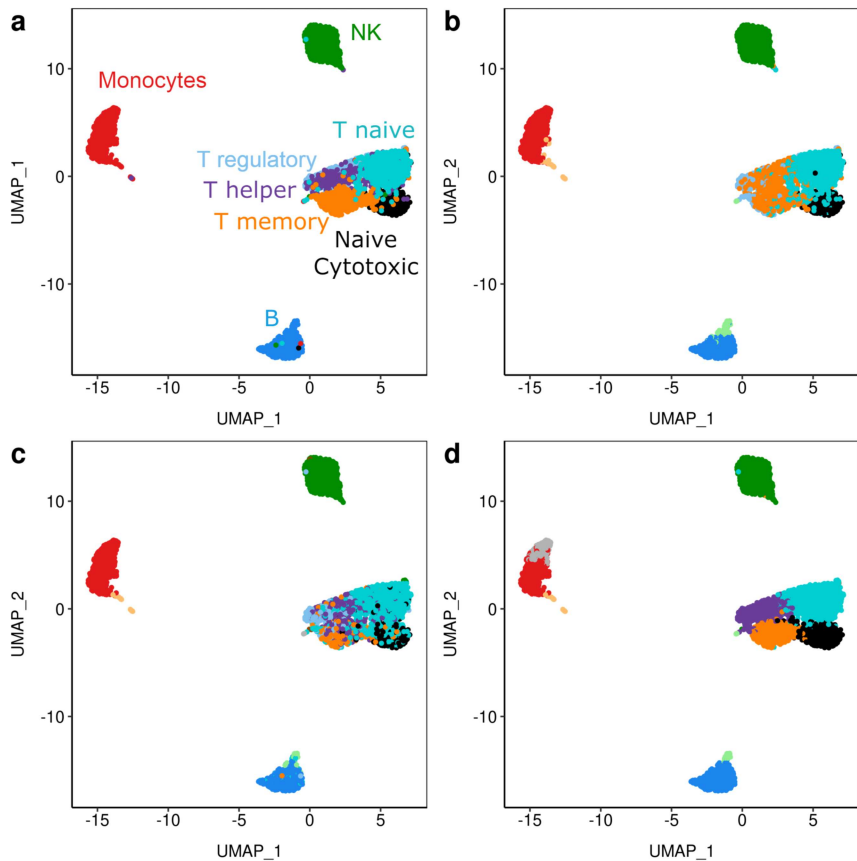 a
NK
Monocytes
T naive
T regulatory
T helper
T memory
Naive
Cytotoxic
B
UMAP_1
10
0
-10
-15
-10
-5
0
5
UMAP_1
b
UMAP_2
10
0
-10
-15
-10
-5
0
5
UMAP_1
c
UMAP_2
10
0
-10
-15
-10
-5
0
5
UMAP_1
d
UMAP_2
10
0
-10
-15
-10
-5
0
5
UMAP_1